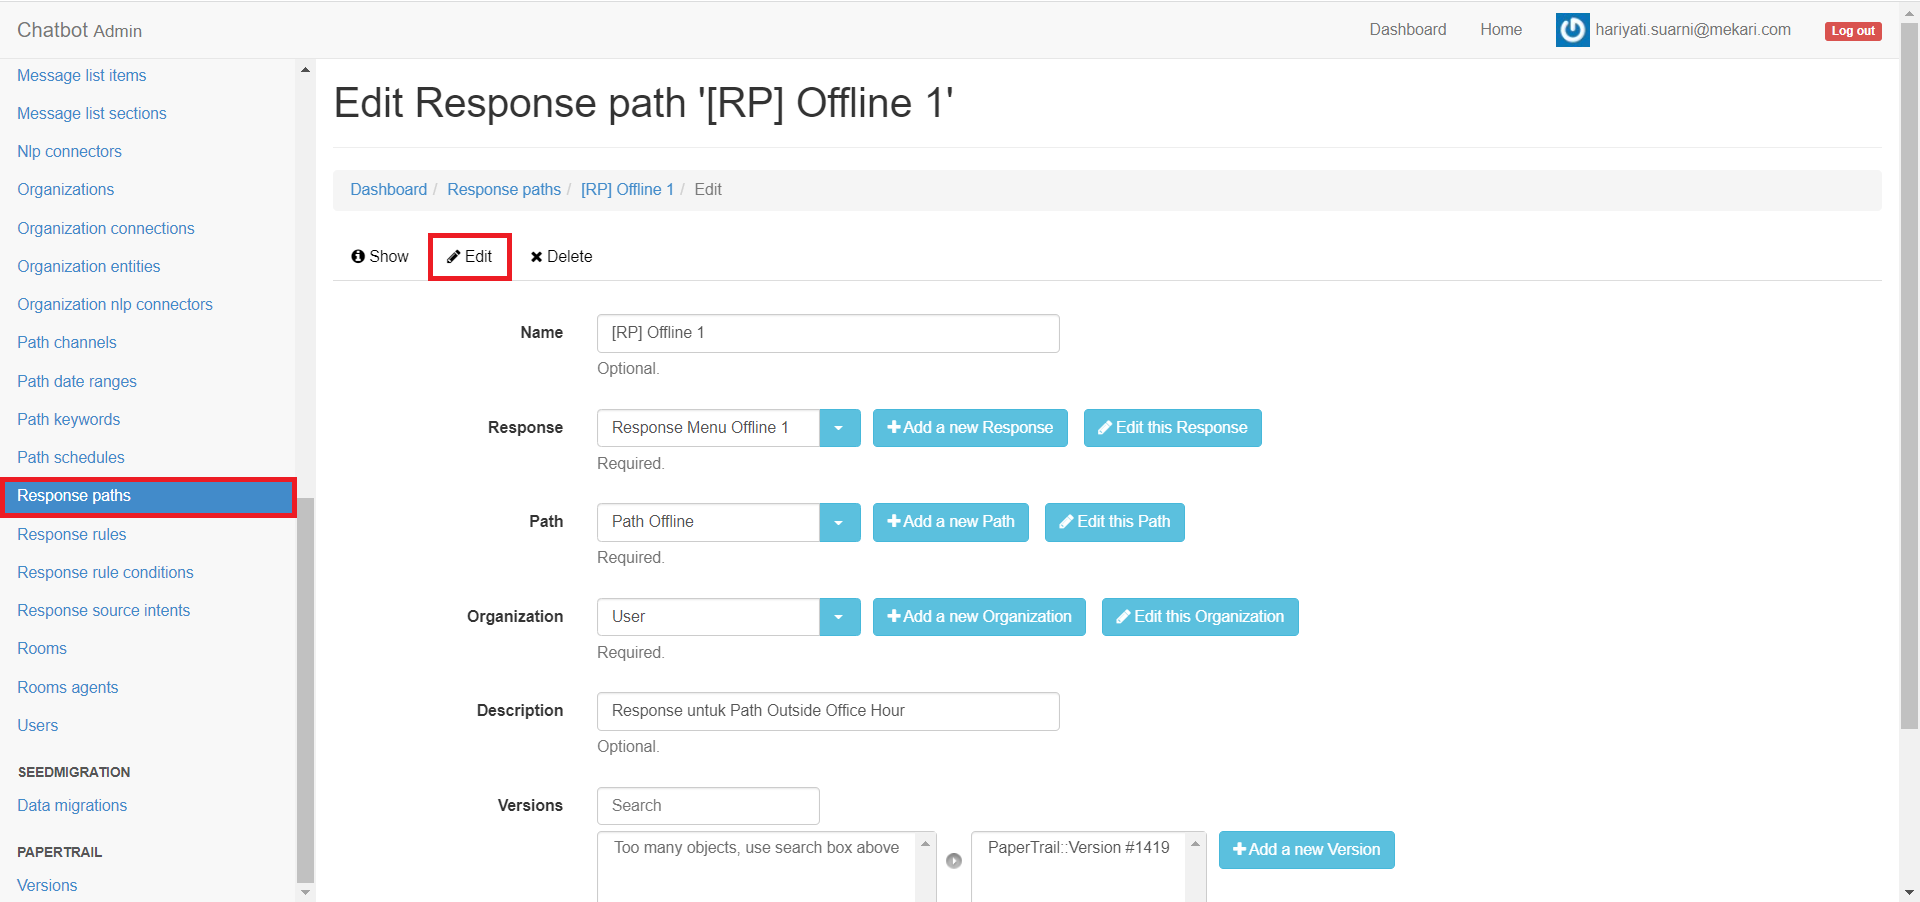 Chatbot Admin
Dashboard
Home
hariyati.suarni@mekari.com
Log out
Message list items
Message list sections
Nlp connectors
Organizations
Organization connections
Organization entities
Organization nlp connectors
Path channels
Path date ranges
Path keywords
Path schedules
Response paths
Response rules
Response rule conditions
Response source intents
Rooms
Rooms agents
Users
SEEDMIGRATION
Data migrations
PAPERTRAIL
Versions
Edit Response path '[RP] Offline 1'
Dashboard / Response paths / [RP] Offline 1 / Edit
Show
Edit
Delete
Name
[RP] Offline 1
Optional.
Response
Response Menu Offline 1
Add a new Response
Edit this Response
Required.
Path
Path Offline
Add a new Path
Edit this Path
Required.
Organization
User
Add a new Organization
Edit this Organization
Required.
Description
Response untuk Path Outside Office Hour
Optional.
Versions
Search
Too many objects, use search box above
PaperTrail::Version #1419
Add a new Version